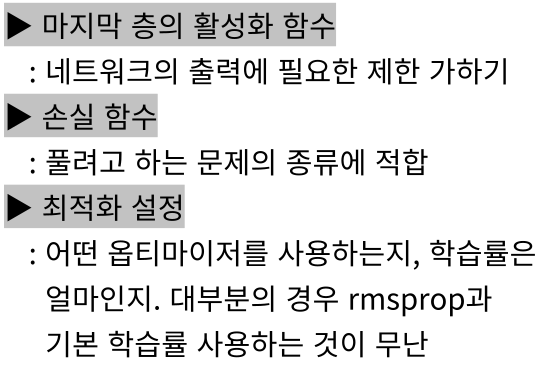 ▶ 마지막 층의 활성화 함수
: 네트워크의 출력에 필요한 제한 가하기
▶ 손실 함수
: 풀려고 하는 문제의 종류에 적합
▶ 최적화 설정
: 어떤 옵티마이저를 사용하는지, 학습률은
얼마인지. 대부분의 경우 rmsprop과
기본 학습률 사용하는 것이 무난